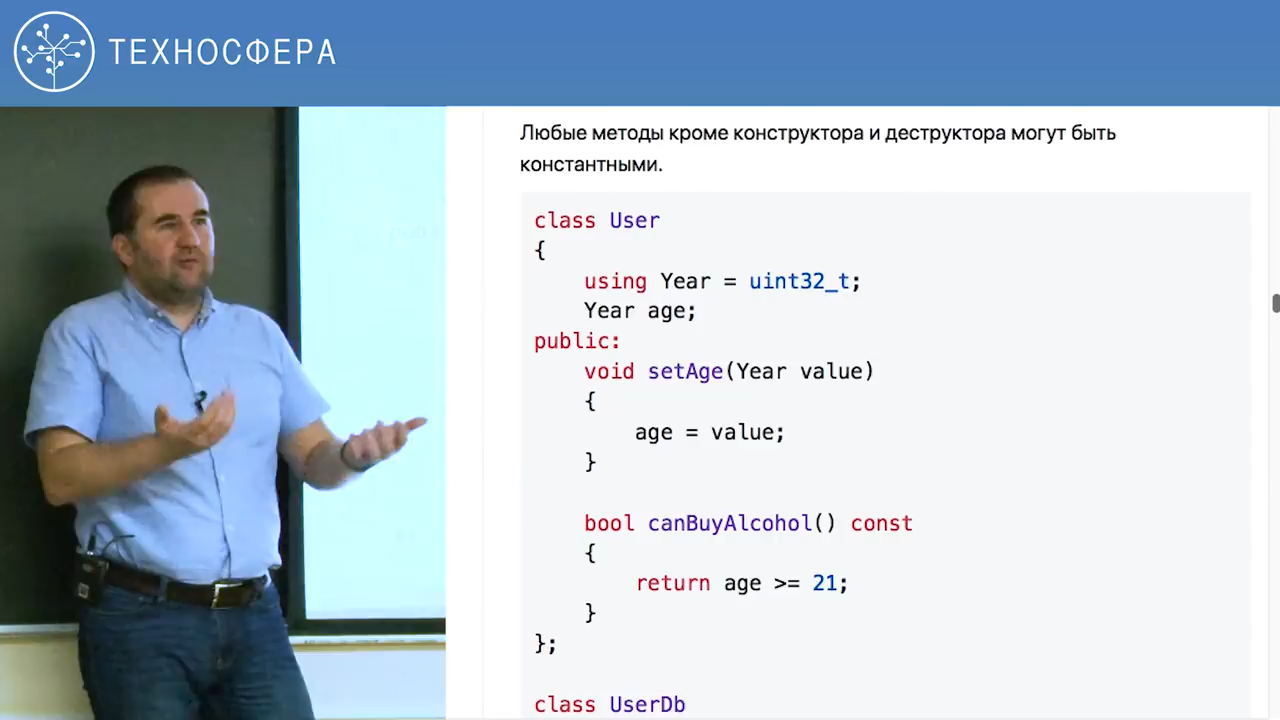 ТЕХНОСФЕРА
Любые методы кроме конструктора и деструктора могут быть
константными.
class User
{
    using Year = uint32_t;
    Year age;
public:
    void setAge(Year value)
    {
        age = value;
    }

    bool canBuyAlcohol() const
    {
        return age >= 21;
    }
};

class UserDb